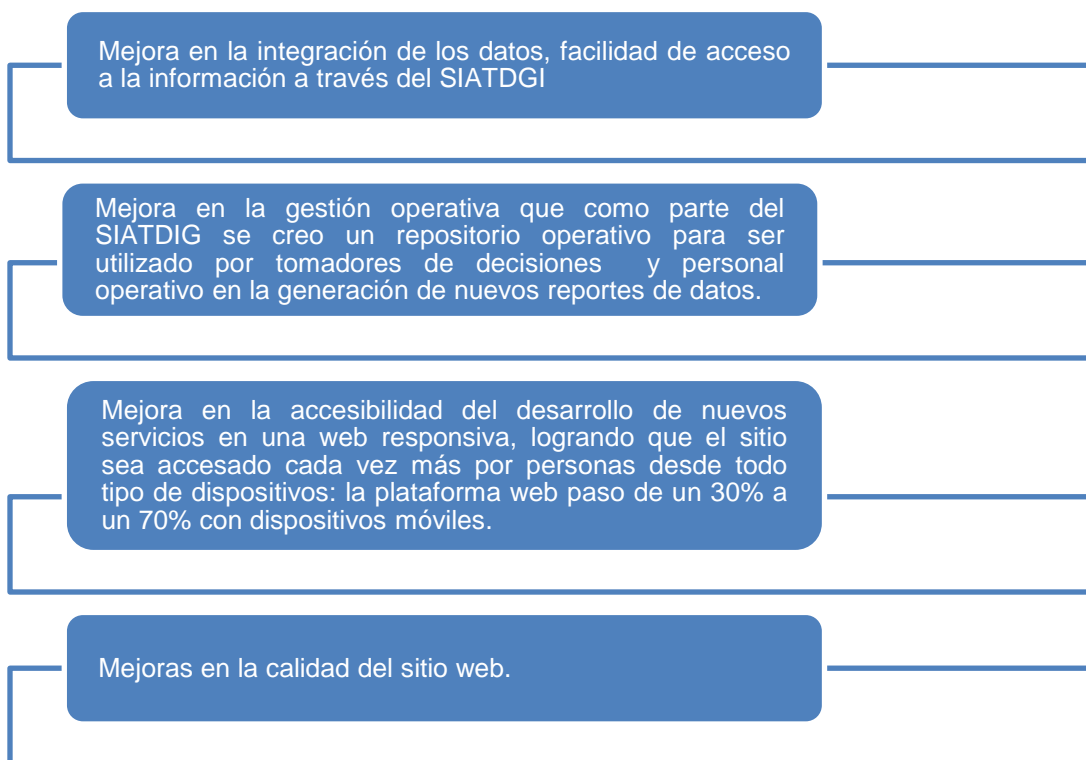 Mejora en la integración de los datos, facilidad de acceso
a la información a través del SIATDGI
Mejora en la gestión operativa que como parte del
SIATDIG se creo un repositorio operativo para ser
utilizado por tomadores de decisiones y personal
operativo en la generación de nuevos reportes de datos.
Mejora en la accesibilidad del desarrollo de nuevos
servicios en una web responsiva, logrando que el sitio
sea accesado cada vez más por personas desde todo
tipo de dispositivos: la plataforma web paso de un 30% a
un 70% con dispositivos móviles.
Mejoras en la calidad del sitio web.